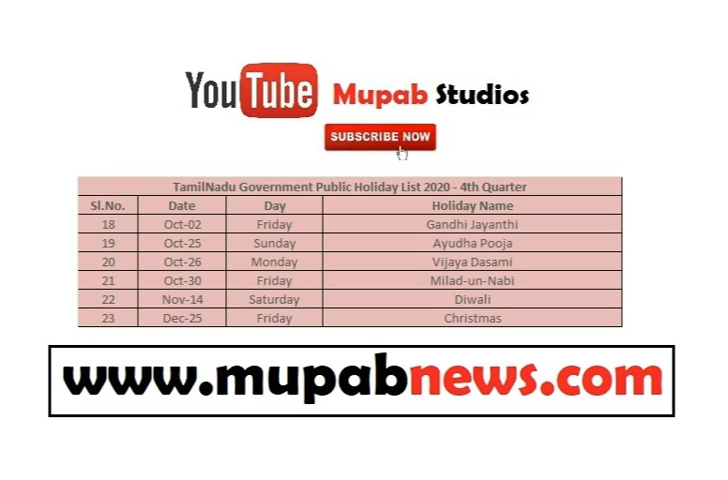 YouTube Mupab Studios
SUBSCRIBE NOW
TamilNadu Government Public Holiday List 2020 - 4th Quarter
Sl.No. Date Day Holiday Name
18 Oct-02 Friday Gandhi Jayanthi
19 Oct-25 Sunday Ayudha Pooja
20 Oct-26 Monday Vijaya Dasami
21 Oct-30 Friday Milad-un-Nabi
22 Nov-14 Saturday Diwali
23 Dec-25 Friday Christmas
www.mupabnews.com